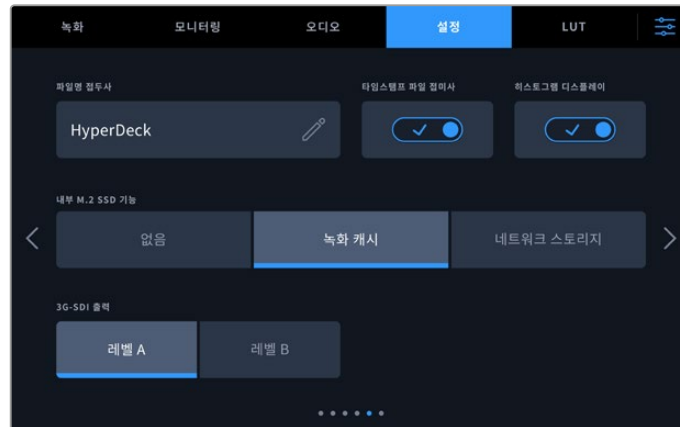 녹화
모니터링
오디오
설정
LUT
파일명 접두사
타임스탬프 파일 접미사
히스토그램 디스플레이
HyperDeck
내부 M.2 SSD 기능
없음
녹화 캐시
네트워크 스토리지
3G-SDI 출력
레벨 A
레벨 B